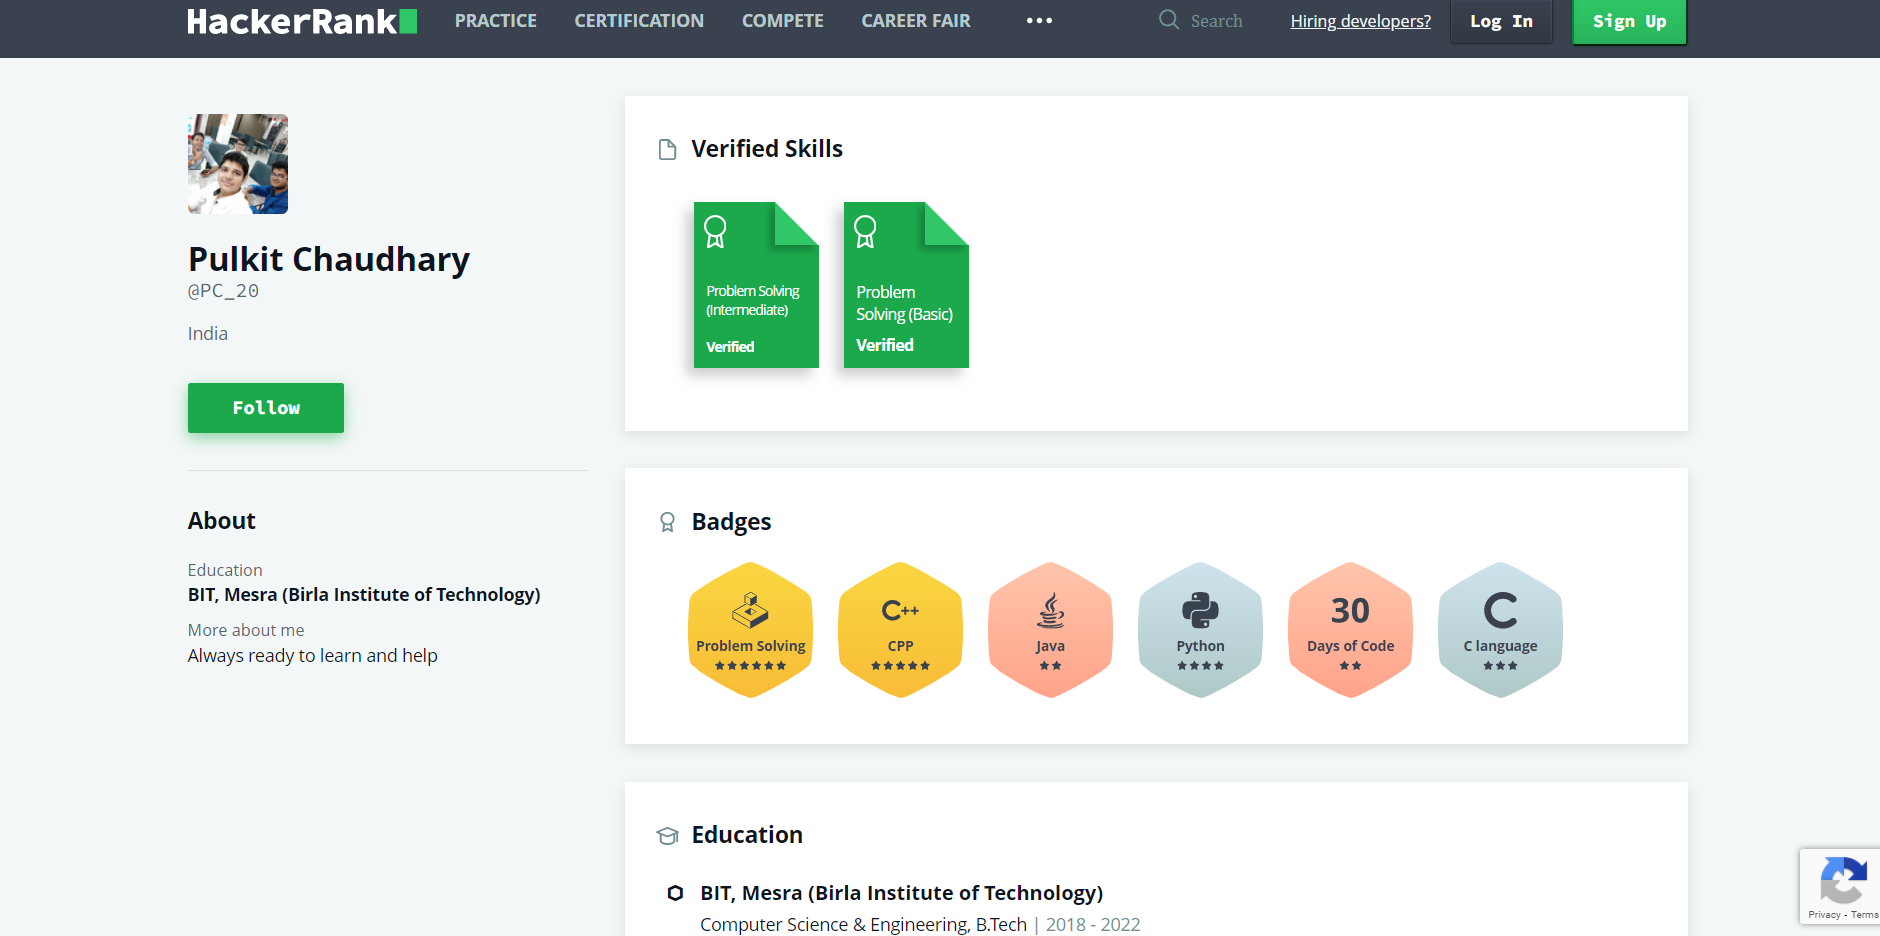 HackerRank
PRACTICE CERTIFICATION COMPETE CAREER FAIR ••• Search Hiring developers? Log In Sign Up
Pulkit Chaudhary
@PC_20
India
Follow
About
Education
BIT, Mesra (Birla Institute of Technology)
More about me
Always ready to learn and help
Verified Skills
Problem Solving
(Intermediate)
Verified
Problem
Solving (Basic)
Verified
Badges
Problem Solving
C++
CPP
Java
Python
30
Days of Code
C
C language
Education
BIT, Mesra (Birla Institute of Technology)
Computer Science & Engineering, B.Tech | 2018 - 2022
Privacy - Terms